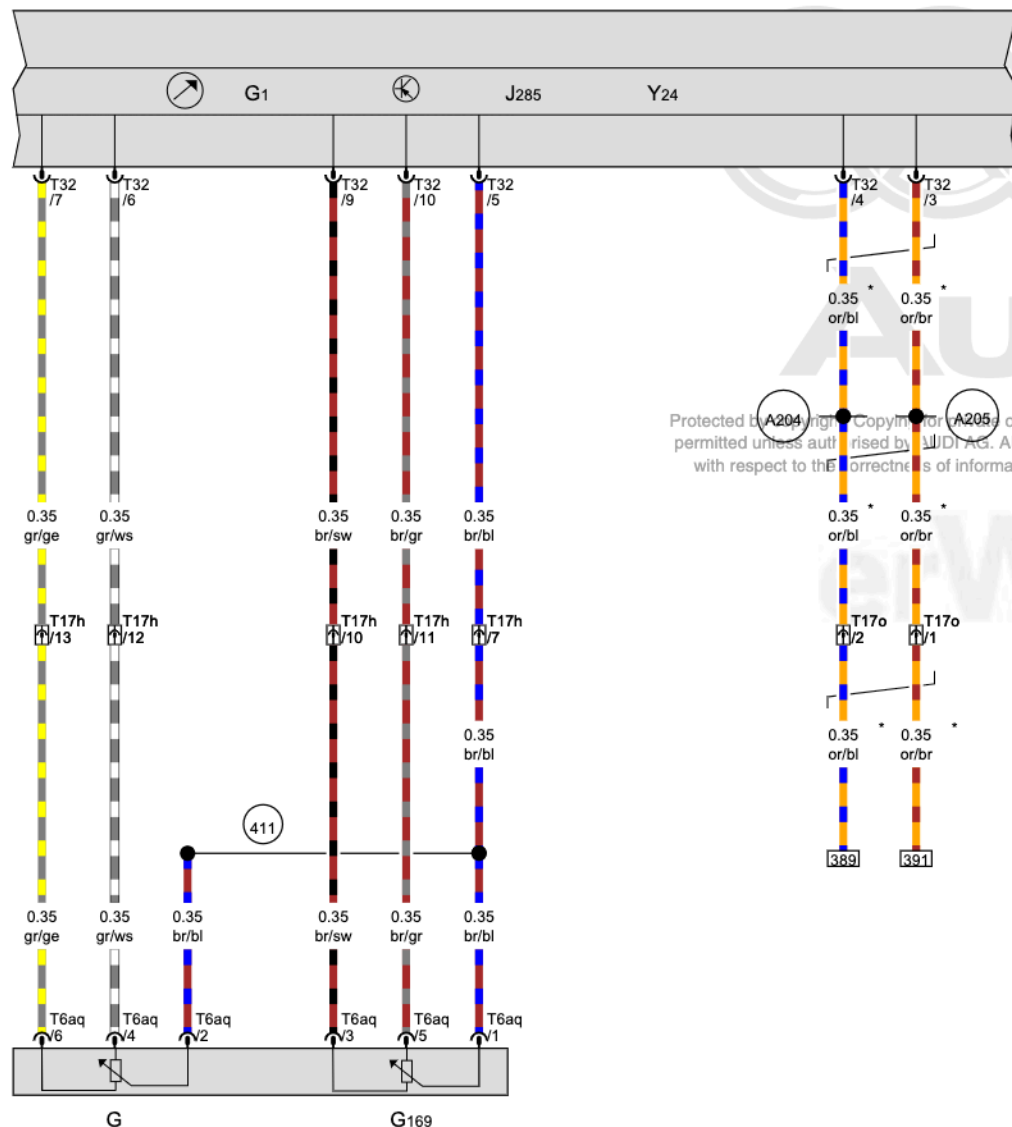 G1
J285
Y24
T32
/7
T32
/6
T32
/9
T32
/10
T32
/5
T32
/4
T32
/3
0.35 *
or/bl
0.35 *
or/br
Au
A204
A205
Protected by copyright. Copying for private o
permitted unless authorised by AUDI AG. A
with respect to the correctness of informa
0.35
gr/ge
0.35
gr/ws
0.35
br/sw
0.35
br/gr
0.35
br/bl
0.35 *
or/bl
0.35 *
or/br
erW
T17h
/13
T17h
/12
T17h
/10
T17h
/11
T17h
/7
T17o
/2
T17o
/1
0.35
br/bl
0.35 *
or/bl
0.35 *
or/br
411
389
391
0.35
gr/ge
0.35
gr/ws
0.35
br/bl
0.35
br/sw
0.35
br/gr
0.35
br/bl
T6aq
/6
T6aq
/4
T6aq
/2
T6aq
/3
T6aq
/5
T6aq
/1
G
G169